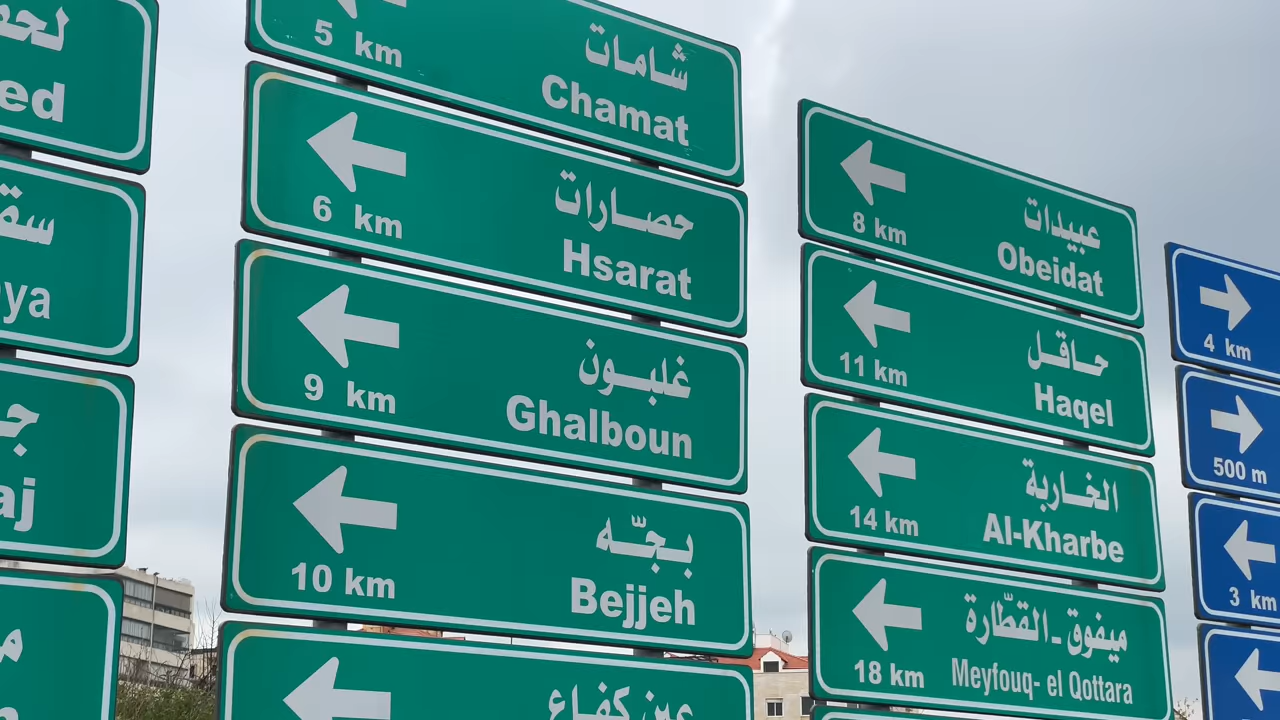 ed
ya
aj
شامات
5 km
Chamat
حصارات
6 km
Hsarat
غلبون
9 km
Ghalboun
بجّه
10 km
Bejjeh
عين كفاع
عبيدات
8 km
Obeidat
حاقل
11 km
Haqel
الخاربة
14 km
Al-Kharbe
ميفوق - القطّارة
18 km
Meyfouq- el Qottara
4 km
500 m
3 km